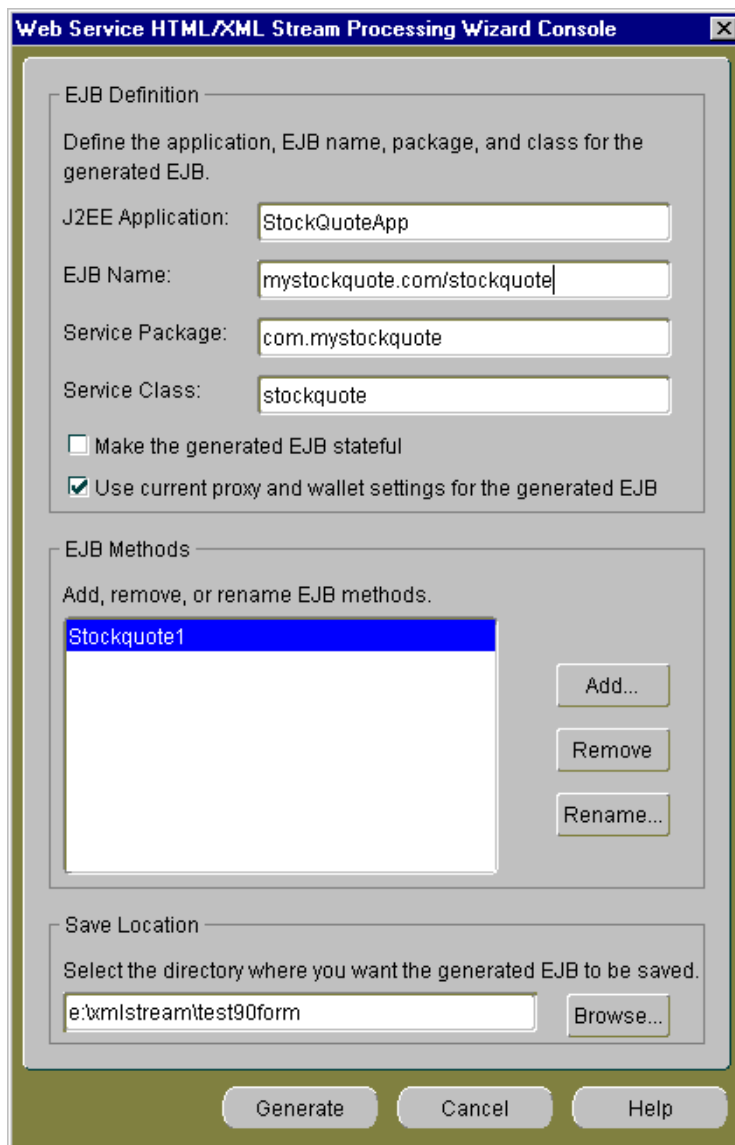 Web Service HTML/XML Stream Processing Wizard Console
EJB Definition
Define the application, EJB name, package, and class for the
generated EJB.
J2EE Application: StockQuoteApp
EJB Name: mystockquote.com/stockquote
Service Package: com.mystockquote
Service Class: stockquote
Make the generated EJB stateful
Use current proxy and wallet settings for the generated EJB
EJB Methods
Add, remove, or rename EJB methods.
Stockquote1
Add...
Remove
Rename...
Save Location
Select the directory where you want the generated EJB to be saved.
e:\xmlstream\test90form Browse...
Generate Cancel Help